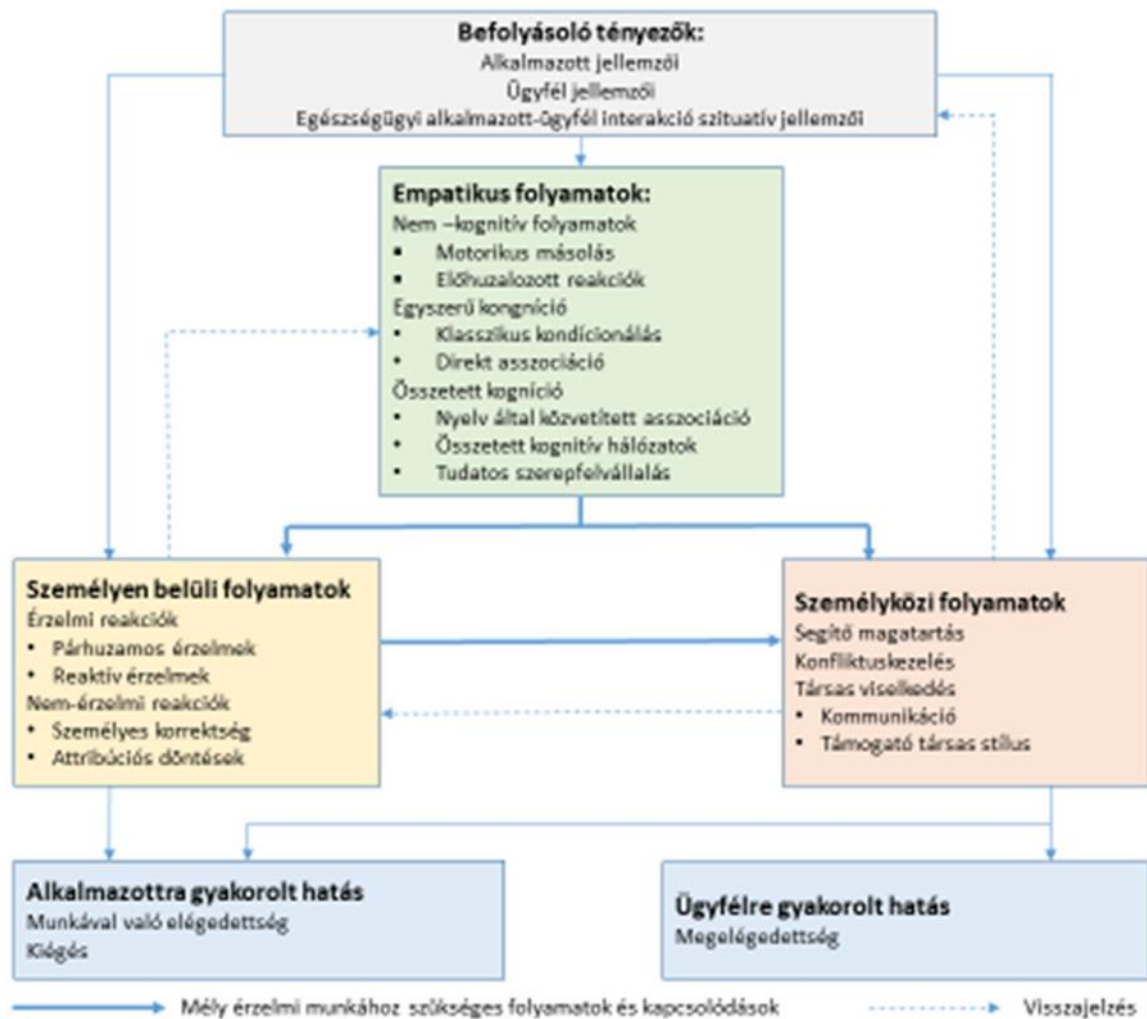 Befolyásoló tényezők:
Alkalmazott jellemzői
Ügyfél jellemzői
Egészségügyi alkalmazott-ügyfél interakció szituatív jellemzői
Empatikus folyamatok:
Nem –kognitív folyamatok
▪ Motorikus másolás
▪ Előhuzalozott reakciók
Egyszerű kongníció
• Klasszikus kondícionálás
• Direkt asszociáció
Összetett kogníció
• Nyelv által közvetített asszociáció
• Összetett kognitív hálózatok
• Tudatos szerepfelvállalás
Személyen belüli folyamatok
Érzelmi reakciók
• Párhuzamos érzelmek
• Reaktív érzelmek
Nem-érzelmi reakciók
• Személyes korrektség
• Attribúciós döntések
Személyközi folyamatok
Segítő magatartás
Konfliktuskezelés
Társas viselkedés
• Kommunikáció
• Támogató társas stílus
Alkalmazottra gyakorolt hatás
Munkával való elégedettség
Kiégés
Ügyfélre gyakorolt hatás
Megelégedettség
Mély érzelmi munkához szükséges folyamatok és kapcsolódások
Visszajelzés